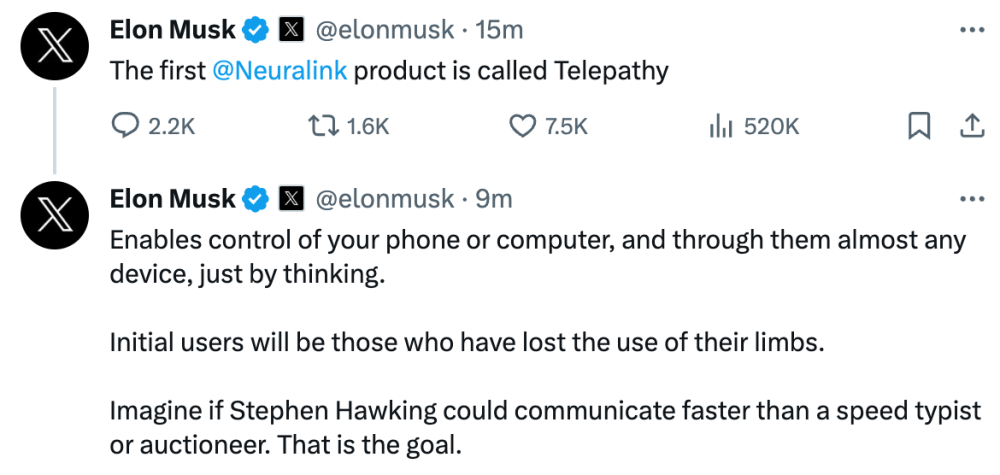 Elon Musk @elonmusk · 15m
The first @Neuralink product is called Telepathy
2.2K 1.6K 7.5K 520K
Elon Musk @elonmusk · 9m
Enables control of your phone or computer, and through them almost any
device, just by thinking.
Initial users will be those who have lost the use of their limbs.
Imagine if Stephen Hawking could communicate faster than a speed typist
or auctioneer. That is the goal.